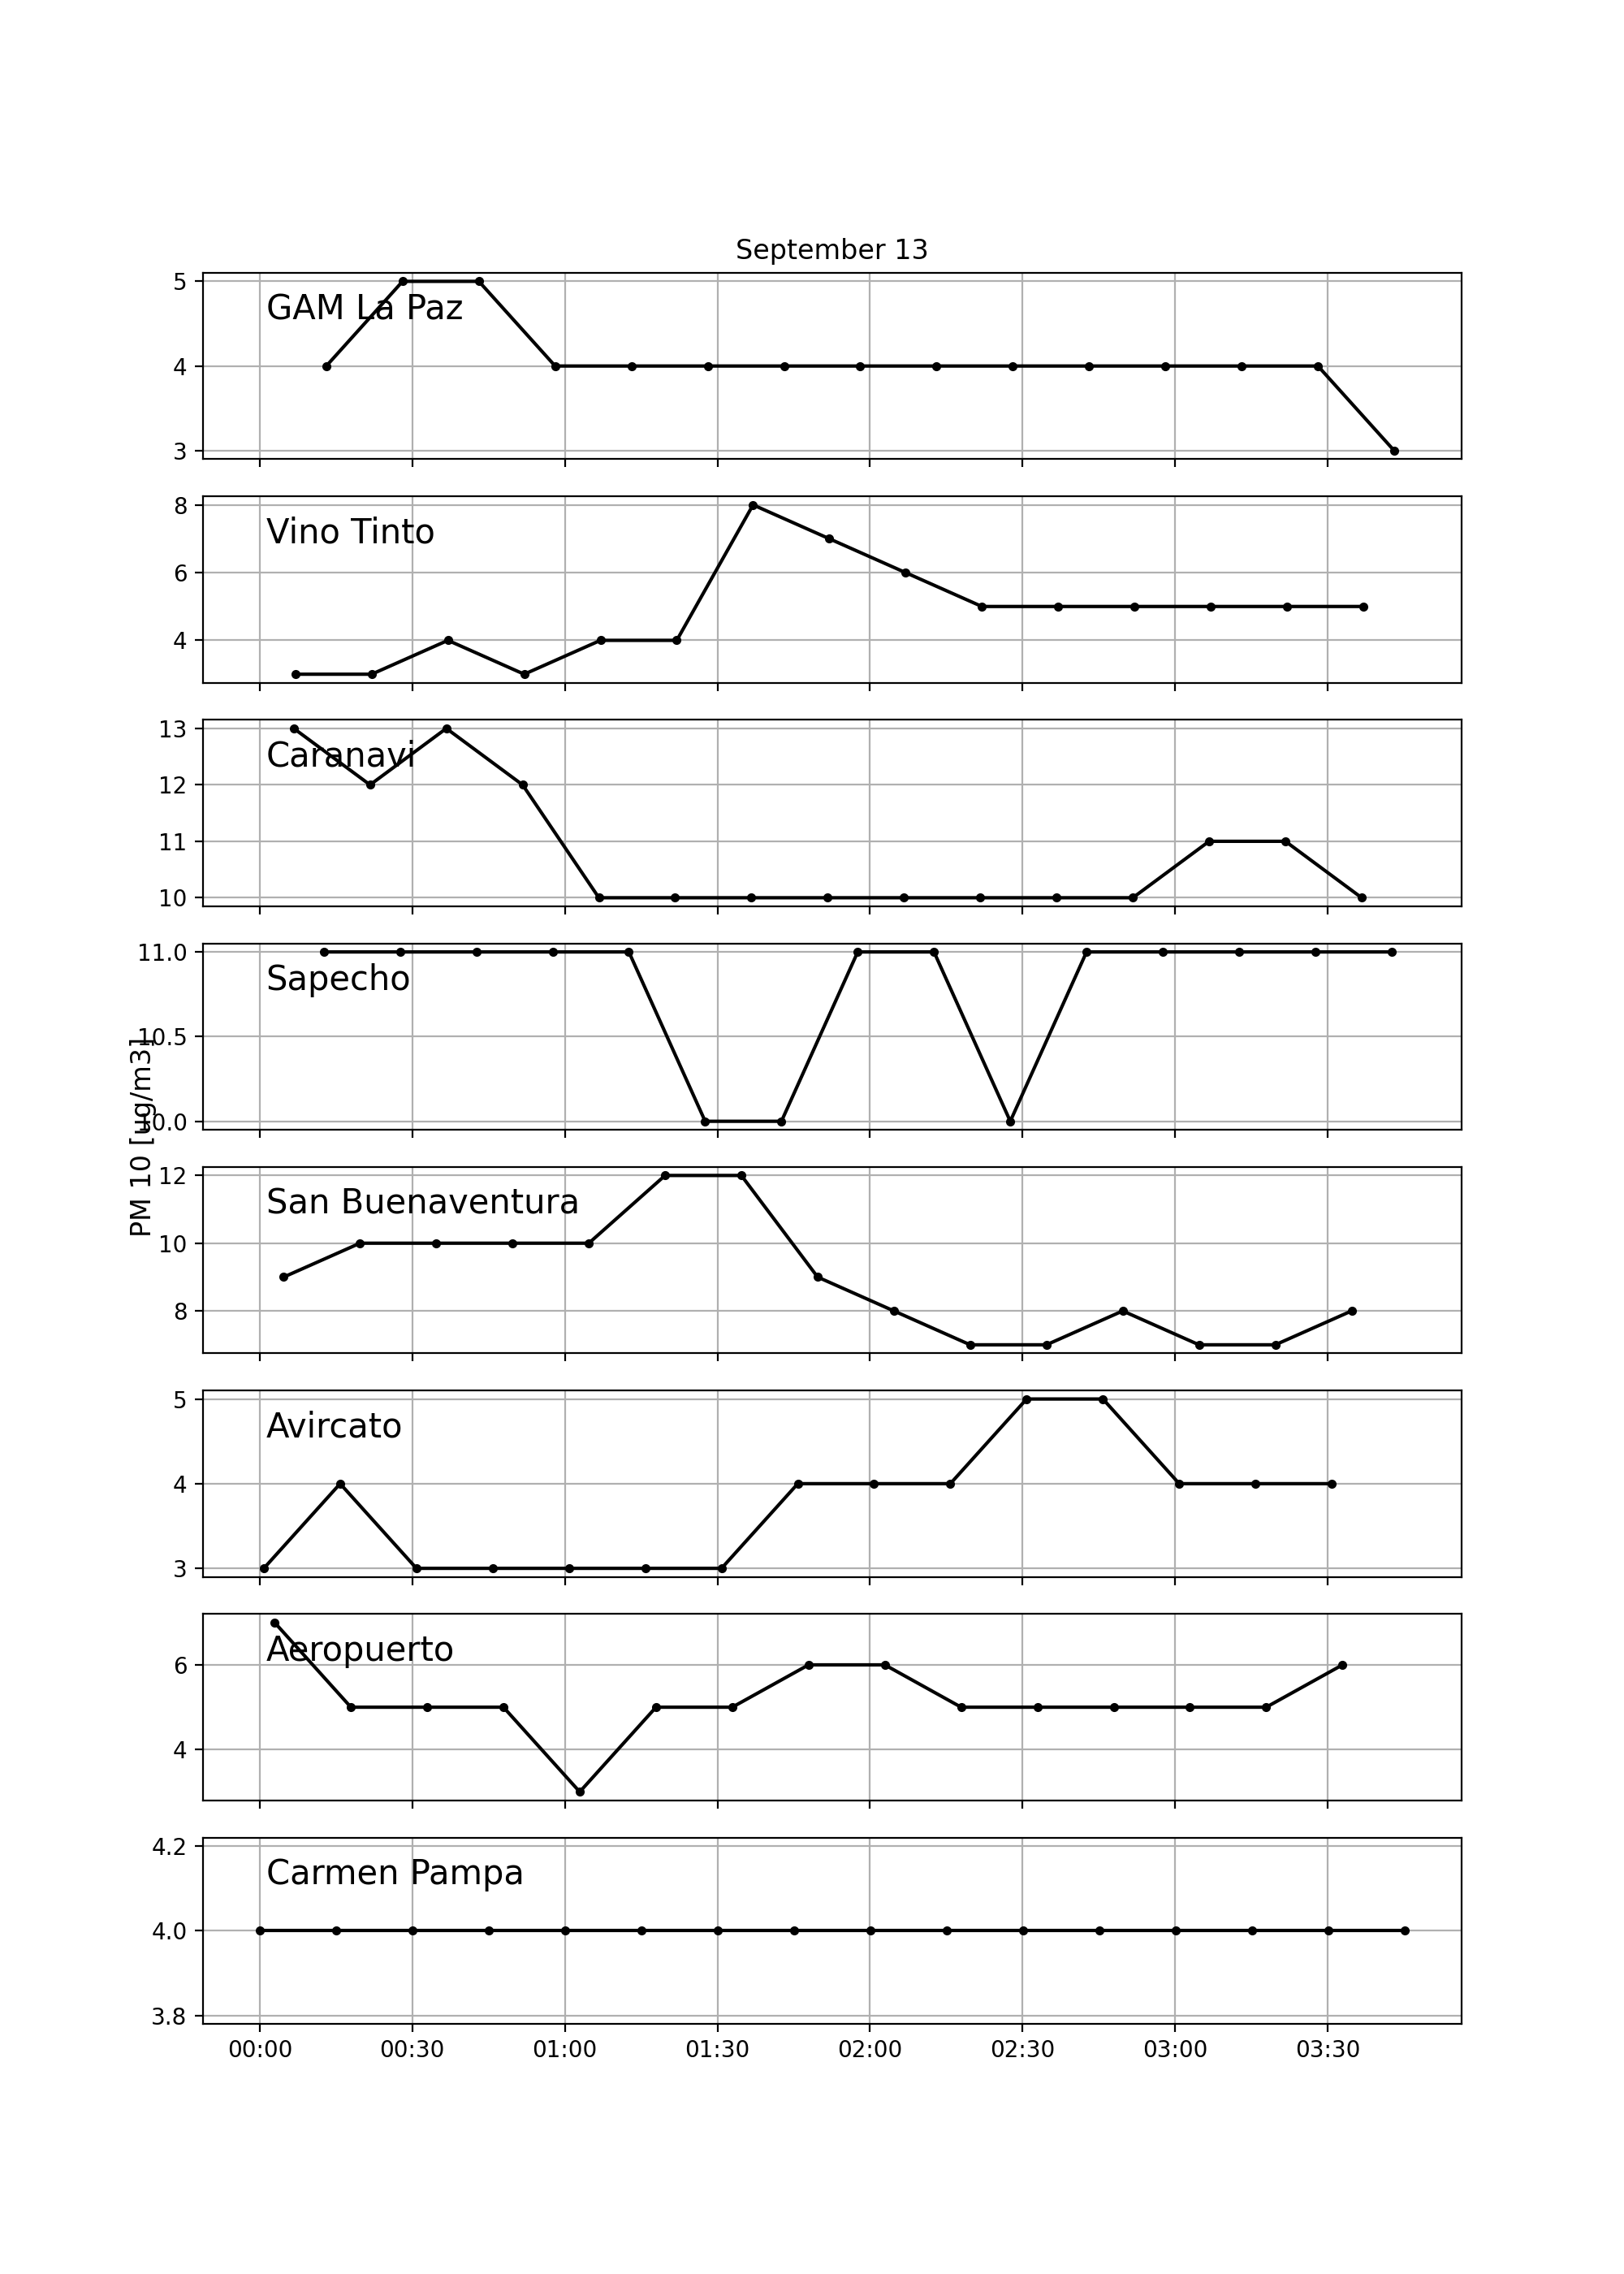 September 13
5
GAM La Paz
4
3
8
Vino Tinto
6
4
13
Caranavi
12
11
10
11.0
Sapecho
10.5
10.0
PM 10 [ug/m3]
12
San Buenaventura
10
8
5
Avircato
4
3
Aeropuerto
6
4
4.2
Carmen Pampa
4.0
3.8
00:00 00:30 01:00 01:30 02:00 02:30 03:00 03:30